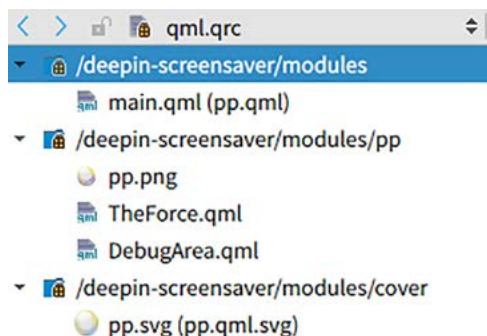 qml.qrc
/deepin-screensaver/modules
main.qml (pp.qml)
/deepin-screensaver/modules/pp
pp.png
TheForce.qml
DebugArea.qml
/deepin-screensaver/modules/cover
pp.svg (pp.qml.svg)